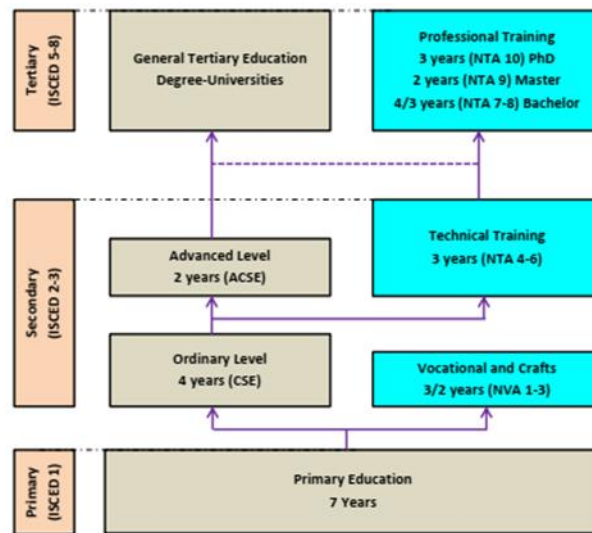 Tertiary
(ISCED 5-8)
General Tertiary Education
Degree-Universities
Professional Training
3 years (NTA 10) PhD
2 years (NTA 9) Master
4/3 years (NTA 7-8) Bachelor
Secondary
(ISCED 2-3)
Advanced Level
2 years (ACSE)
Technical Training
3 years (NTA 4-6)
Ordinary Level
4 years (CSE)
Vocational and Crafts
3/2 years (NVA 1-3)
Primary
(ISCED 1)
Primary Education
7 Years